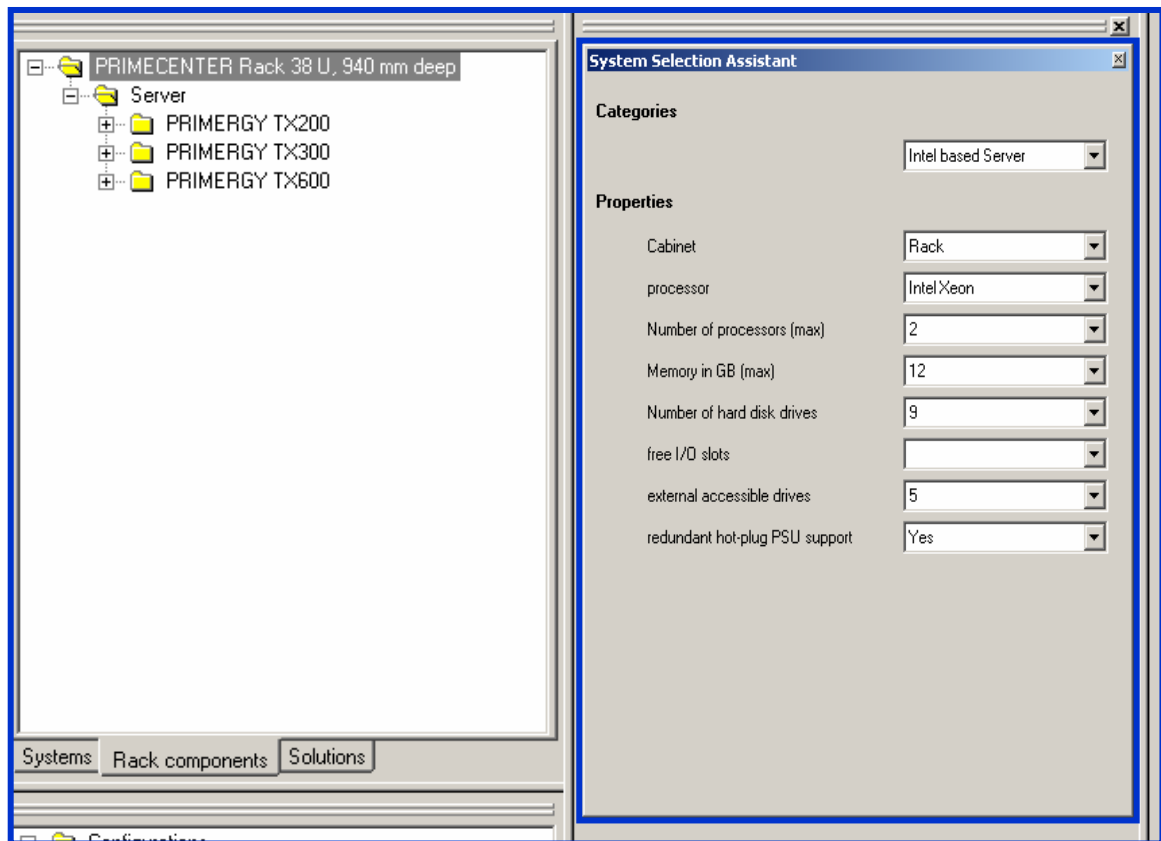 PRIMECENTER Rack 38 U, 940 mm deep
Server
PRIMERGY TX200
PRIMERGY TX300
PRIMERGY TX600
Systems Rack components Solutions
Configurations
System Selection Assistant
Categories
Intel based Server
Properties
Cabinet Rack
processor Intel Xeon
Number of processors (max) 2
Memory in GB (max) 12
Number of hard disk drives 9
free I/O slots
external accessible drives 5
redundant hot-plug PSU support Yes